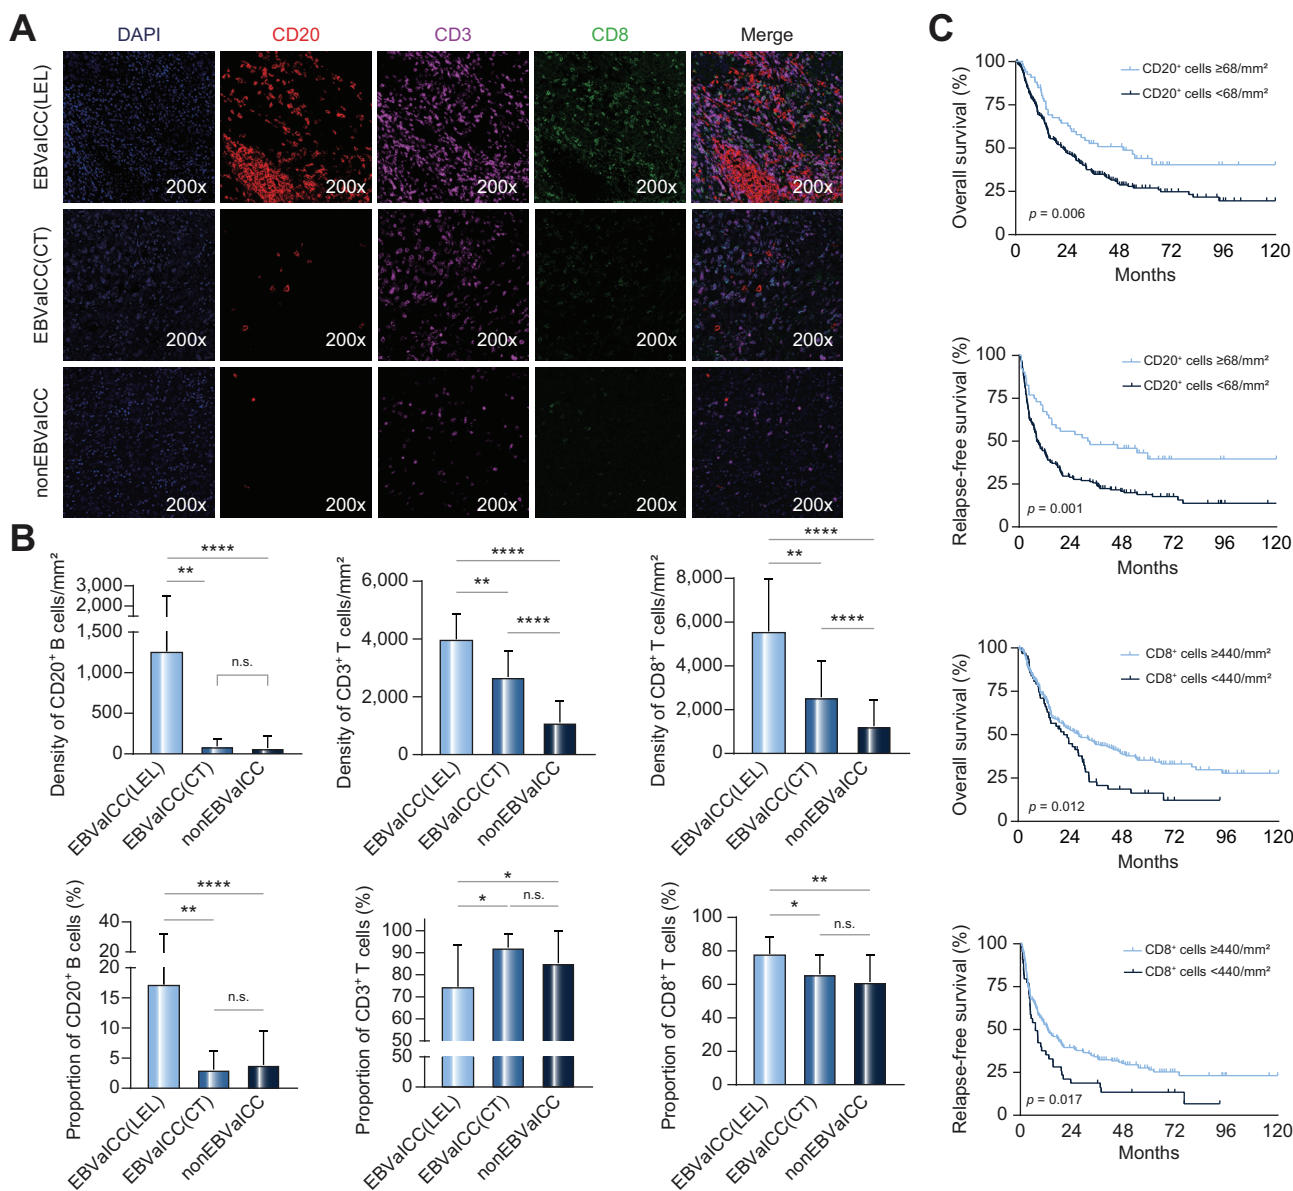 A
DAPI CD20 CD3 CD8 Merge
EBVaICC(LEL)
200x 200x 200x 200x 200x
EBVaICC(CT)
200x 200x 200x 200x 200x
nonEBVaICC
200x 200x 200x 200x 200x
B
Density of CD20⁺ B cells/mm²
3,000
2,000
1,500
1,000
500
0
****
**
n.s.
EBVaICC(LEL)
EBVaICC(CT)
nonEBVaICC
Density of CD3⁺ T cells/mm²
6,000
4,000
2,000
0
****
**
****
EBVaICC(LEL)
EBVaICC(CT)
nonEBVaICC
Density of CD8⁺ T cells/mm²
8,000
6,000
4,000
2,000
0
****
**
****
EBVaICC(LEL)
EBVaICC(CT)
nonEBVaICC
Proportion of CD20⁺ B cells (%)
40
20
20
15
10
5
0
****
**
n.s.
EBVaICC(LEL)
EBVaICC(CT)
nonEBVaICC
Proportion of CD3⁺ T cells (%)
100
90
80
70
60
50
50
0
*
*
n.s.
EBVaICC(LEL)
EBVaICC(CT)
nonEBVaICC
Proportion of CD8⁺ T cells (%)
100
80
60
40
20
0
**
*
n.s.
EBVaICC(LEL)
EBVaICC(CT)
nonEBVaICC
C
Overall survival (%)
100
75
50
25
0
CD20⁺ cells ≥68/mm²
CD20⁺ cells <68/mm²
p = 0.006
0 24 48 72 96 120
Months
Relapse-free survival (%)
100
75
50
25
0
CD20⁺ cells ≥68/mm²
CD20⁺ cells <68/mm²
p = 0.001
0 24 48 72 96 120
Months
Overall survival (%)
100
75
50
25
0
CD8⁺ cells ≥440/mm²
CD8⁺ cells <440/mm²
p = 0.012
0 24 48 72 96 120
Months
Relapse-free survival (%)
100
75
50
25
0
CD8⁺ cells ≥440/mm²
CD8⁺ cells <440/mm²
p = 0.017
0 24 48 72 96 120
Months